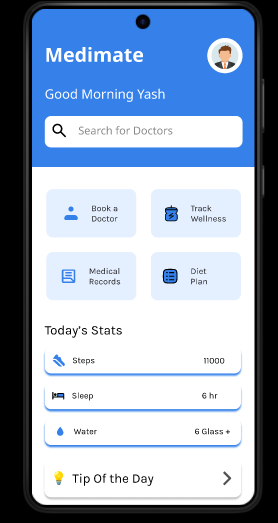 Medimate
Good Morning Yash
Search for Doctors
Book a
Doctor
Track
Wellness
Medical
Records
Diet
Plan
Today's Stats
Steps 11000
Sleep 6 hr
Water 6 Glass +
Tip Of the Day